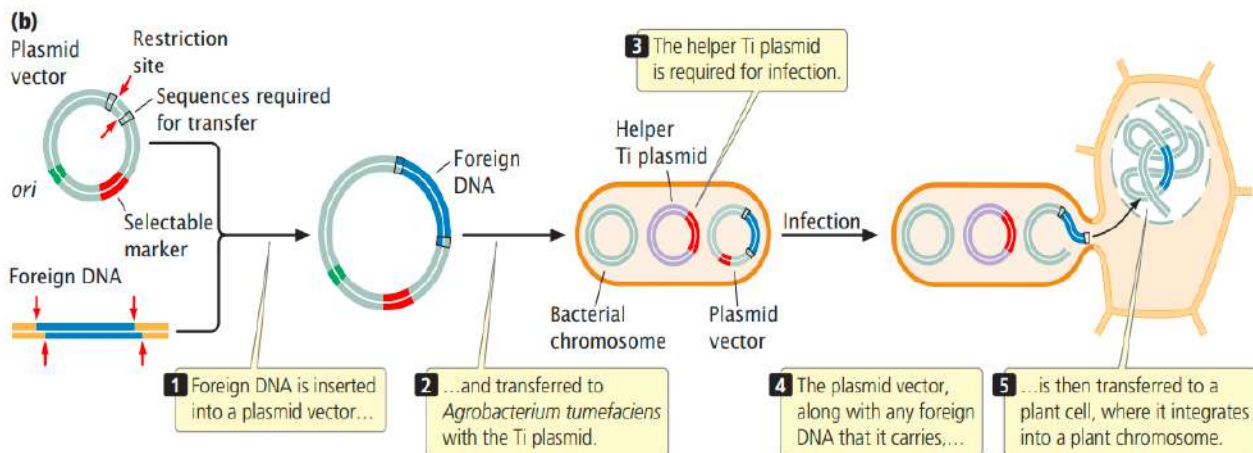 (b)
Plasmid
vector
Restriction
site
Sequences required
for transfer
ori
Selectable
marker
Foreign DNA
1 Foreign DNA is inserted
into a plasmid vector…
Foreign
DNA
2 …and transferred to
Agrobacterium tumefaciens
with the Ti plasmid.
3 The helper Ti plasmid
is required for infection.
Helper
Ti plasmid
Bacterial
chromosome
Plasmid
vector
Infection
4 The plasmid vector,
along with any foreign
DNA that it carries,…
5 …is then transferred to a
plant cell, where it integrates
into a plant chromosome.